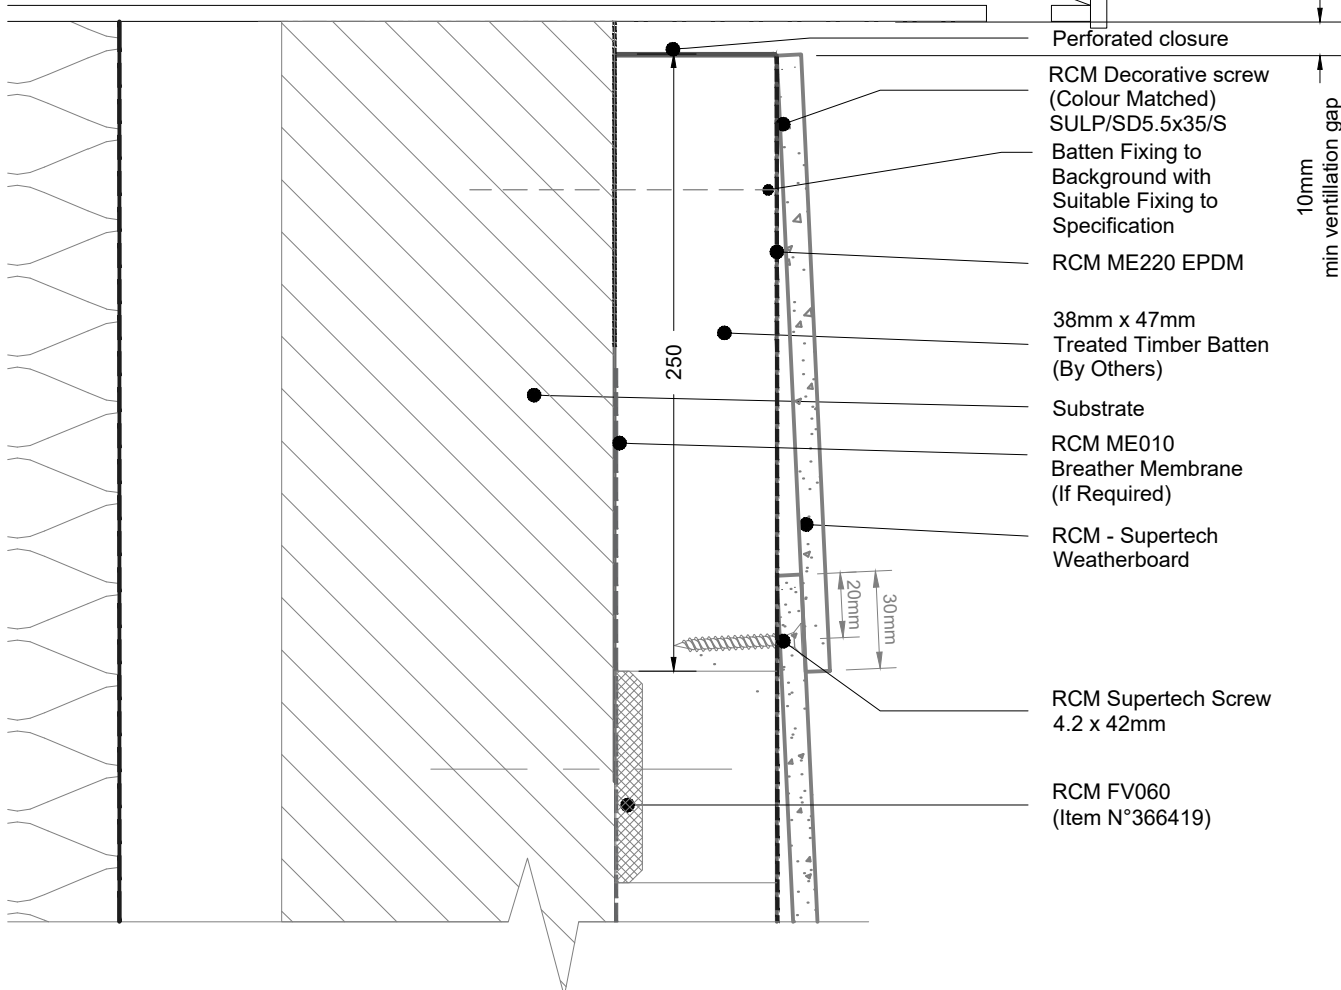 Perforated closure
RCM Decorative screw
(Colour Matched)
SULP/SD5.5x35/S
Batten Fixing to
Background with
Suitable Fixing to
Specification
RCM ME220 EPDM
38mm x 47mm
Treated Timber Batten
(By Others)
Substrate
RCM ME010
Breather Membrane
(If Required)
RCM - Supertech
Weatherboard
RCM Supertech Screw
4.2 x 42mm
RCM FV060
(Item N°366419)
10mm
min ventillation gap
250
20mm
30mm